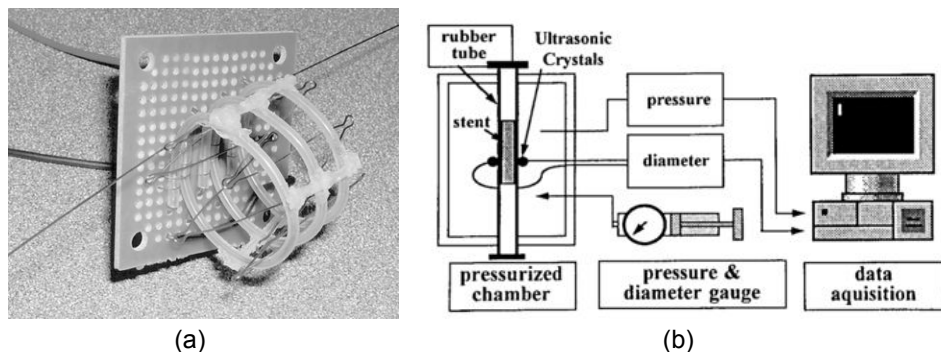 rubber
tube
Ultrasonic
Crystals
stent
pressure
diameter
pressurized
chamber
pressure &
diameter gauge
data
aquisition
(a)
(b)